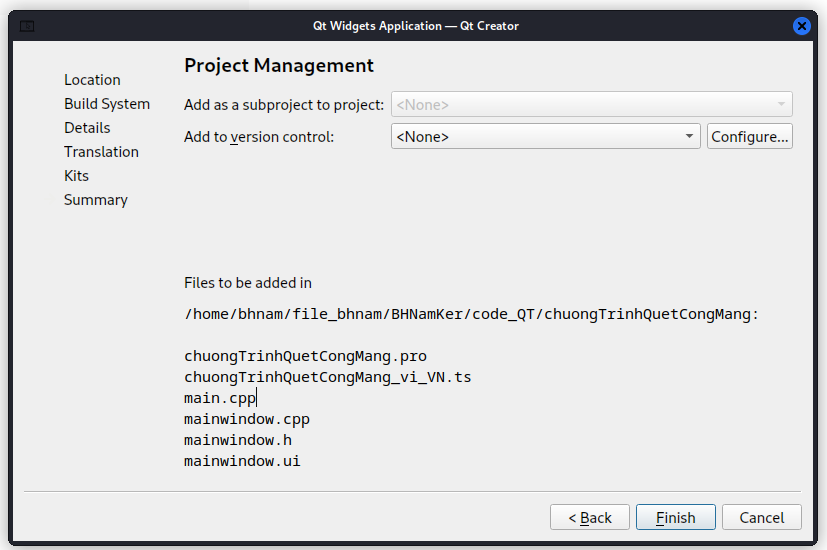 Qt Widgets Application — Qt Creator
Location
Build System
Details
Translation
Kits
Summary
Project Management
Add as a subproject to project: <None>
Add to version control: <None> Configure...
Files to be added in
/home/bhnam/file_bhnam/BHNamKer/code_QT/chuongTrinhQuetCongMang:
chuongTrinhQuetCongMang.pro
chuongTrinhQuetCongMang_vi_VN.ts
main.cpp
mainwindow.cpp
mainwindow.h
mainwindow.ui
< Back Finish Cancel